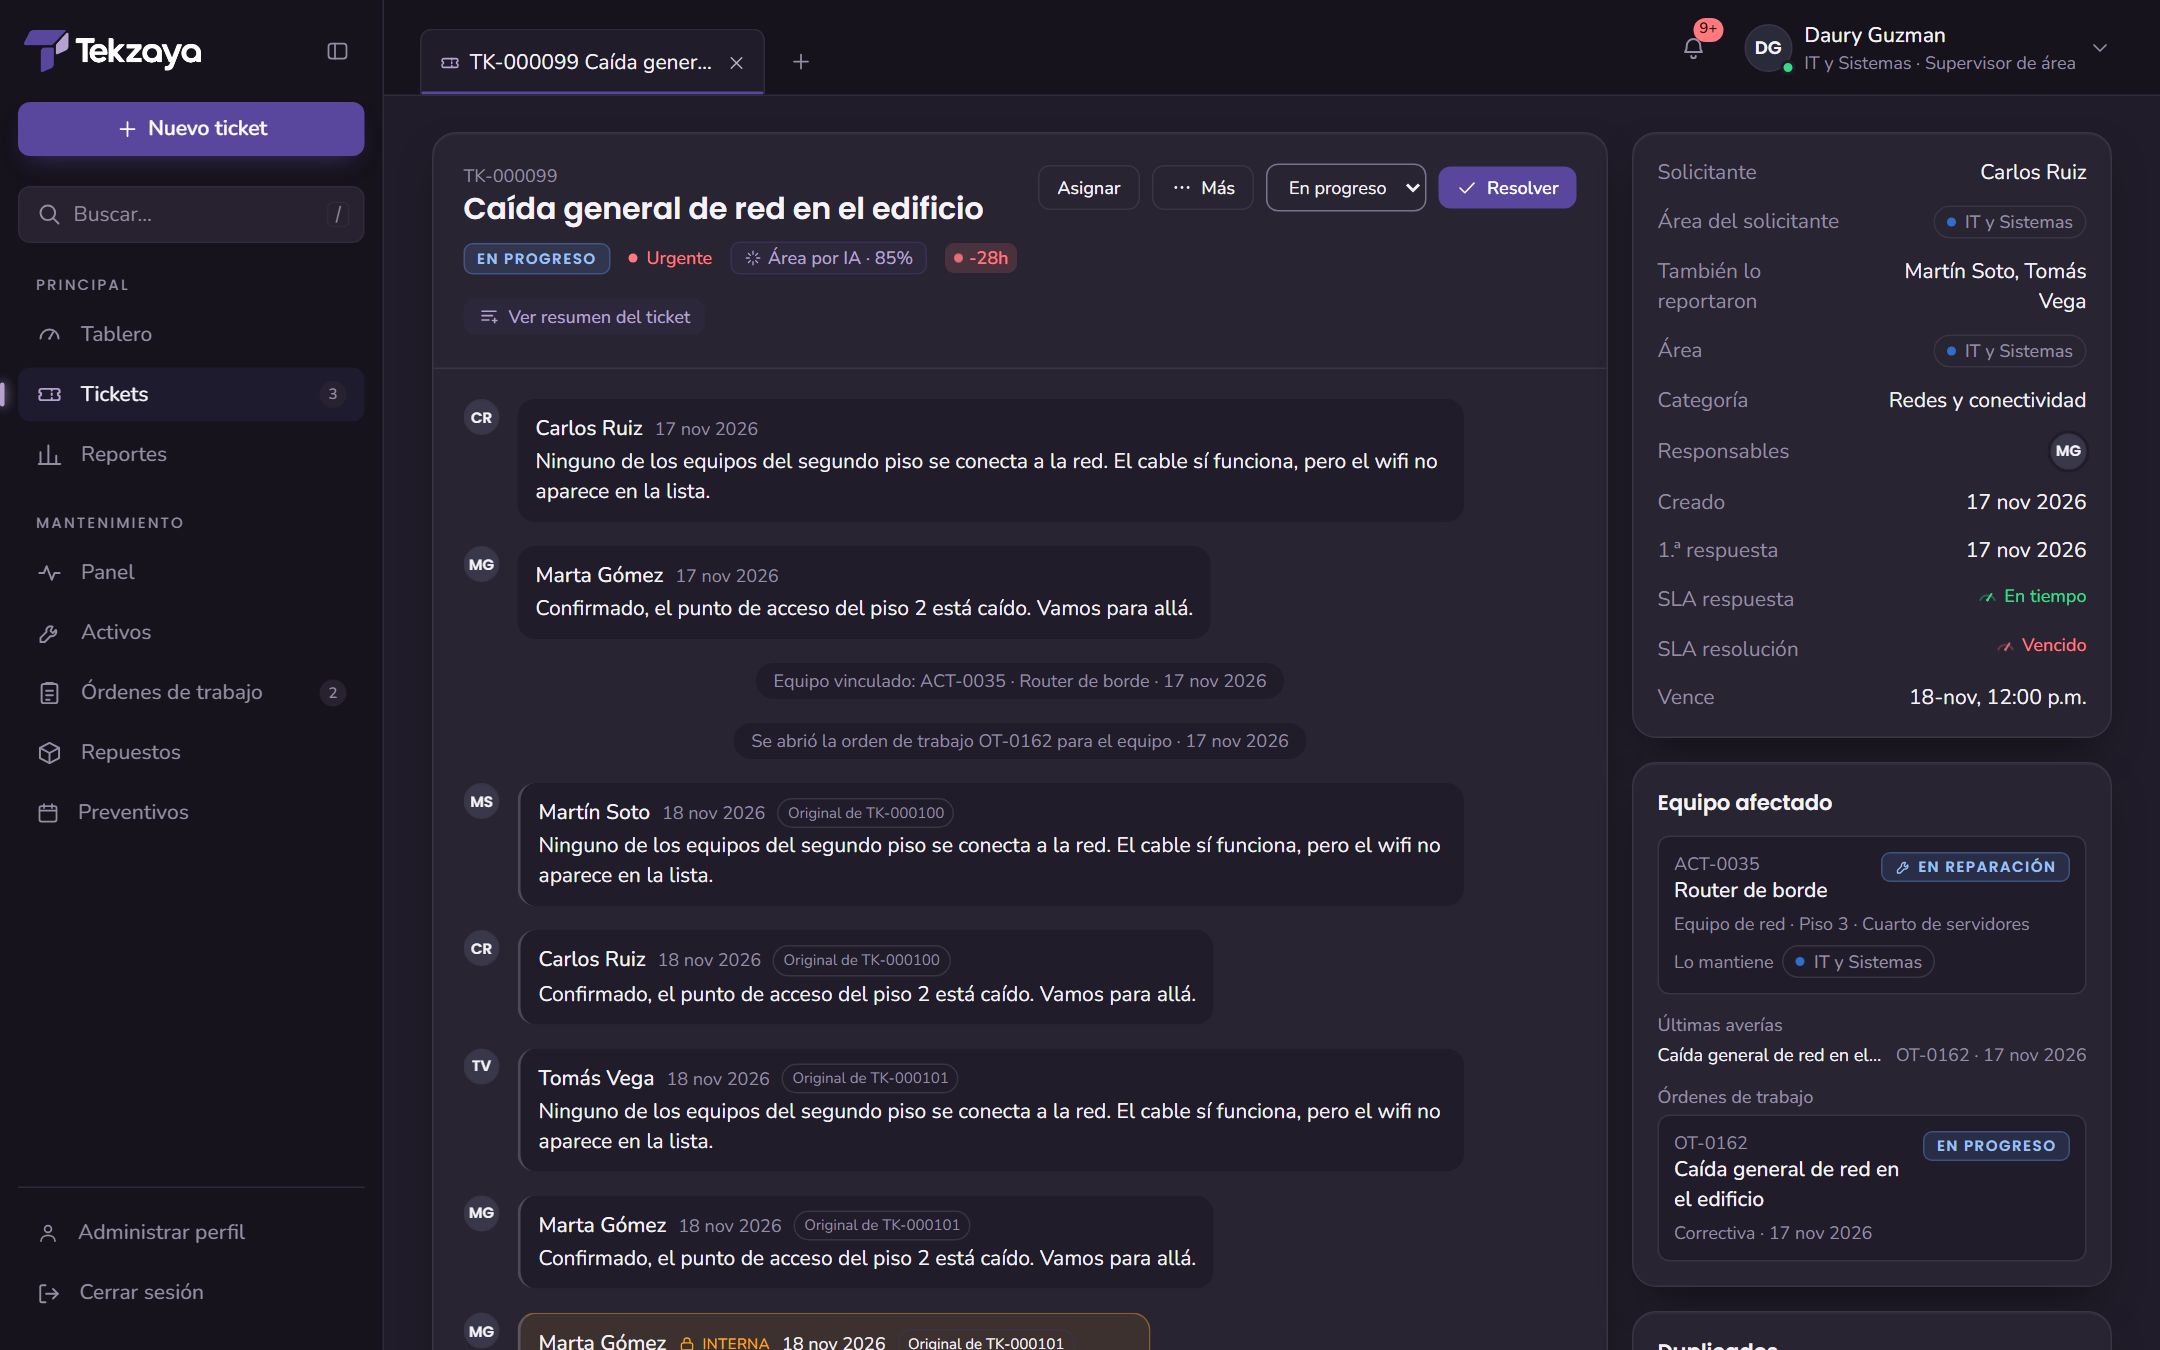 Tekzaya
Nuevo ticket
Buscar...
/
PRINCIPAL
Tablero
Tickets
3
Reportes
MANTENIMIENTO
Panel
Activos
Órdenes de trabajo
2
Repuestos
Preventivos
Administrar perfil
Cerrar sesión
TK-000099 Caída gener...
9+
DG
Daury Guzman
IT y Sistemas · Supervisor de área
TK-000099
Caída general de red en el edificio
Asignar
Más
En progreso
Resolver
EN PROGRESO
Urgente
Área por IA · 85%
-28h
Ver resumen del ticket
CR
Carlos Ruiz 17 nov 2026
Ninguno de los equipos del segundo piso se conecta a la red. El cable sí funciona, pero el wifi no
aparece en la lista.
MG
Marta Gómez 17 nov 2026
Confirmado, el punto de acceso del piso 2 está caído. Vamos para allá.
Equipo vinculado: ACT-0035 · Router de borde · 17 nov 2026
Se abrió la orden de trabajo OT-0162 para el equipo · 17 nov 2026
MS
Martín Soto 18 nov 2026 Original de TK-000100
Ninguno de los equipos del segundo piso se conecta a la red. El cable sí funciona, pero el wifi no
aparece en la lista.
CR
Carlos Ruiz 18 nov 2026 Original de TK-000100
Confirmado, el punto de acceso del piso 2 está caído. Vamos para allá.
TV
Tomás Vega 18 nov 2026 Original de TK-000101
Ninguno de los equipos del segundo piso se conecta a la red. El cable sí funciona, pero el wifi no
aparece en la lista.
MG
Marta Gómez 18 nov 2026 Original de TK-000101
Confirmado, el punto de acceso del piso 2 está caído. Vamos para allá.
MG
Marta Gómez INTERNA 18 nov 2026 Original de TK-000101
Solicitante Carlos Ruiz
Área del solicitante IT y Sistemas
También lo reportaron
Martín Soto, Tomás Vega
Área IT y Sistemas
Categoría Redes y conectividad
Responsables MG
Creado 17 nov 2026
1.ª respuesta 17 nov 2026
SLA respuesta En tiempo
SLA resolución Vencido
Vence 18-nov, 12:00 p.m.
Equipo afectado
ACT-0035
EN REPARACIÓN
Router de borde
Equipo de red · Piso 3 · Cuarto de servidores
Lo mantiene IT y Sistemas
Últimas averías
Caída general de red en el... OT-0162 · 17 nov 2026
Órdenes de trabajo
OT-0162
EN PROGRESO
Caída general de red en
el edificio
Correctiva · 17 nov 2026
Duplicados